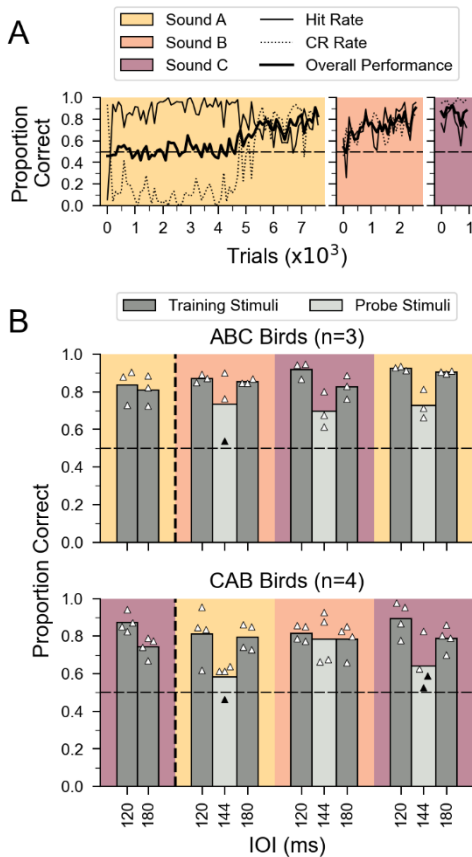 A
Sound A
Hit Rate
Sound B
CR Rate
Sound C
Overall Performance
Proportion
Correct
1.0
0.8
0.6
0.4
0.2
0.0
0 1 2 3 4 5 6 7
0 1 2
0 1
Trials (x10³)
B
Training Stimuli
Probe Stimuli
ABC Birds (n=3)
1.0
0.8
0.6
0.4
0.2
0.0
CAB Birds (n=4)
1.0
0.8
0.6
0.4
0.2
0.0
Proportion Correct
120 180 120 144 180 120 144 180 120 144 180
IOI (ms)